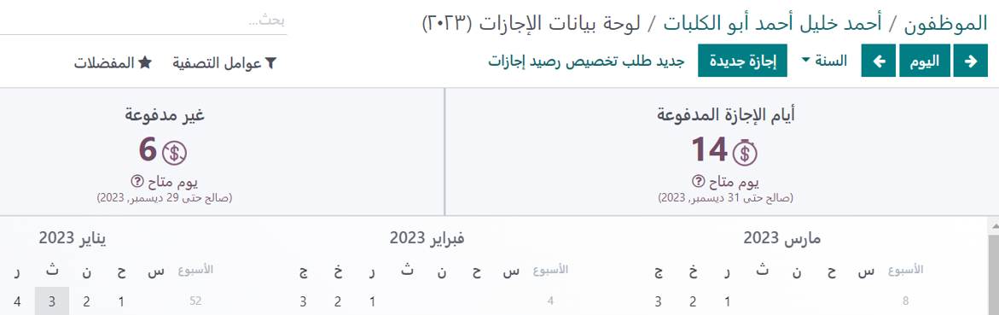 الموظفون / أحمد خليل أحمد أبو الكلبات / لوحة بيانات الإجازات (٢٠٢٣)
بحث...
اليوم
السنة
إجازة جديدة
جديد طلب تخصيص رصيد إجازات
عوامل التصفية
المفضلات
أيام الإجازة المدفوعة
14
يوم متاح
(صالح حتى 31 ديسمبر, 2023)
غير مدفوعة
6
يوم متاح
(صالح حتى 29 ديسمبر, 2023)
مارس 2023
الأسبوع س ح ن ث ر خ ج
8 1 2 3
فبراير 2023
الأسبوع س ح ن ث ر خ ج
4 1 2 3
يناير 2023
الأسبوع س ح ن ث ر
52 1 2 3 4